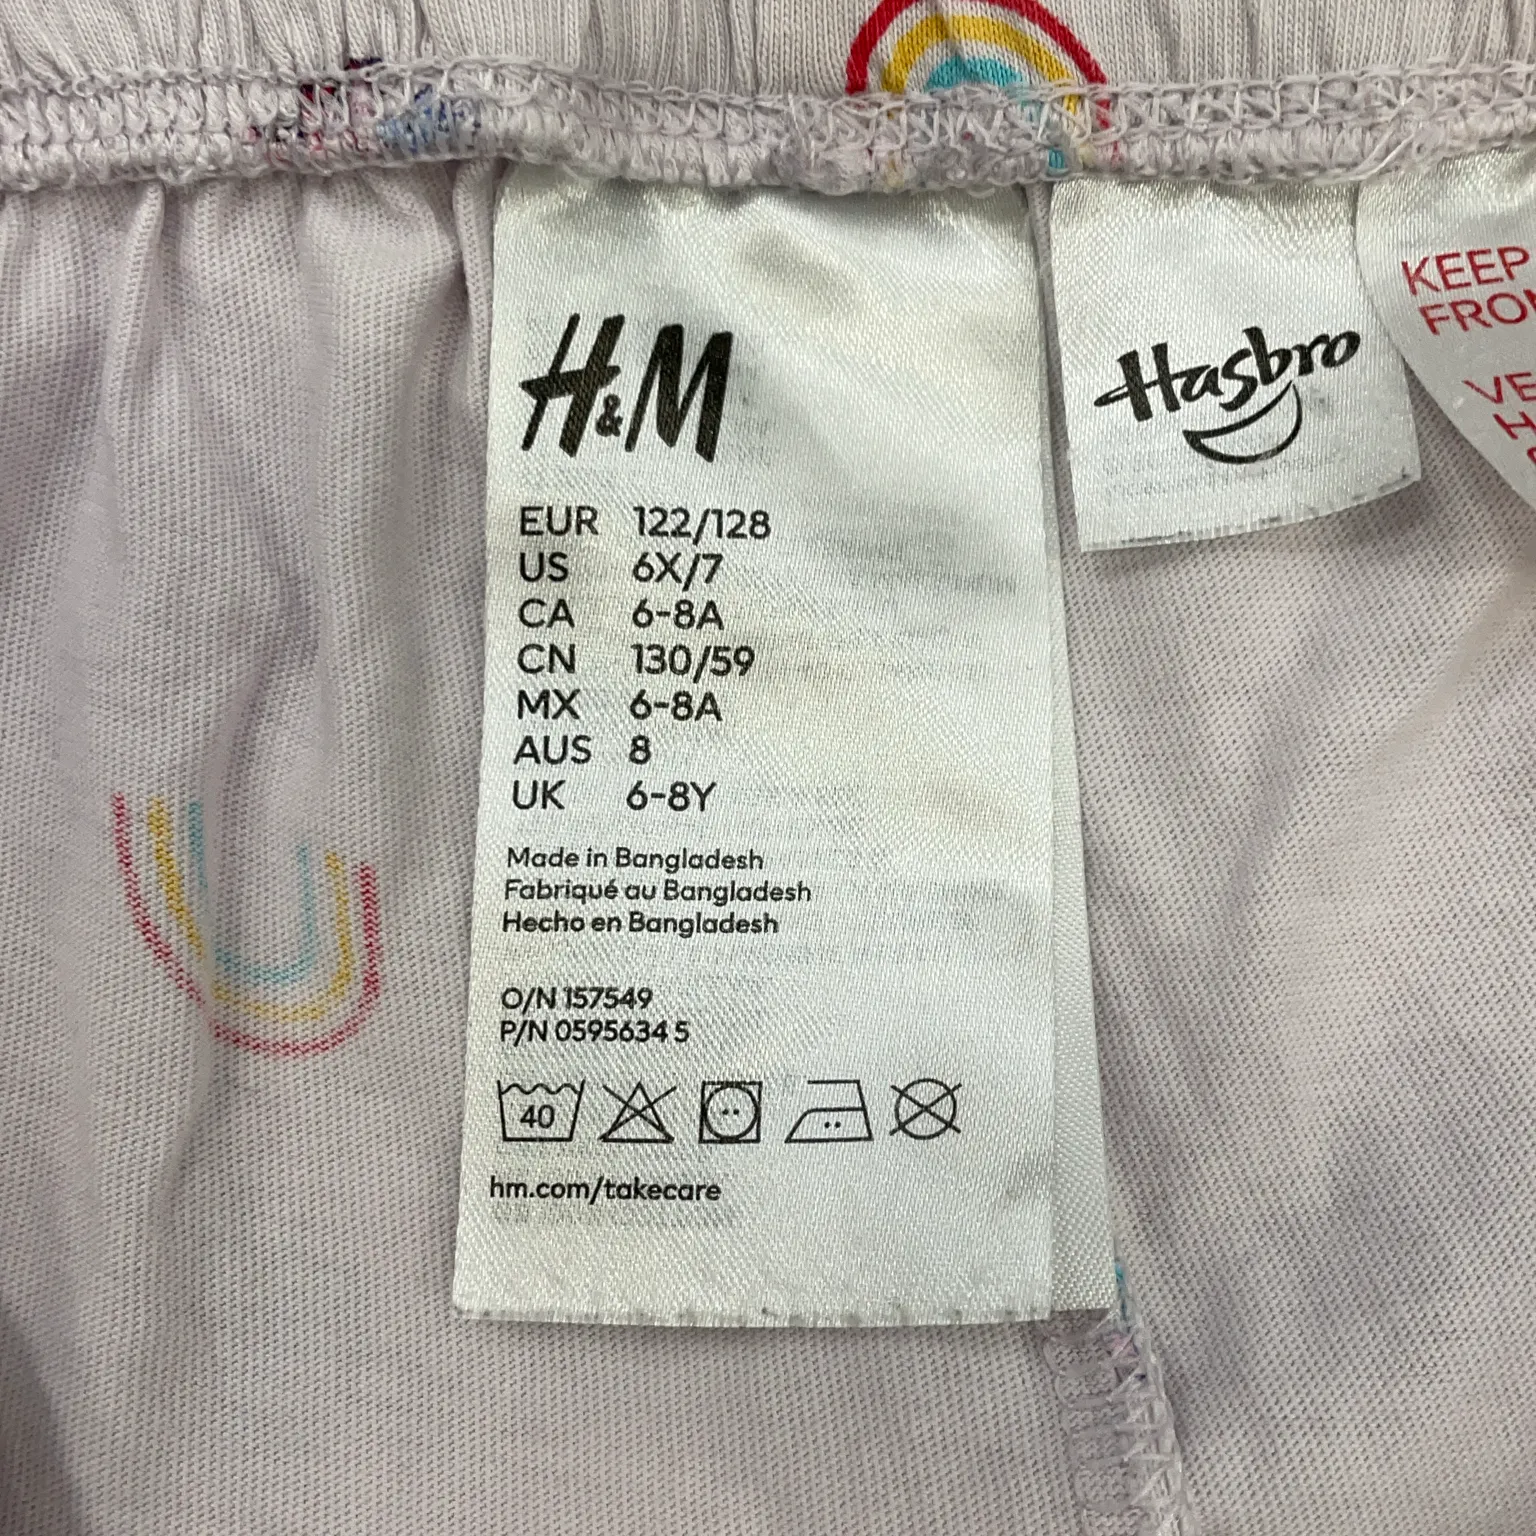 H&M
EUR 122/128
US 6X/7
CA 6-8A
CN 130/59
MX 6-8A
AUS 8
UK 6-8Y
Made in Bangladesh
Fabriqué au Bangladesh
Hecho en Bangladesh
O/N 157549
P/N 0595634 5
40
hm.com/takecare
Hasbro
KEEP